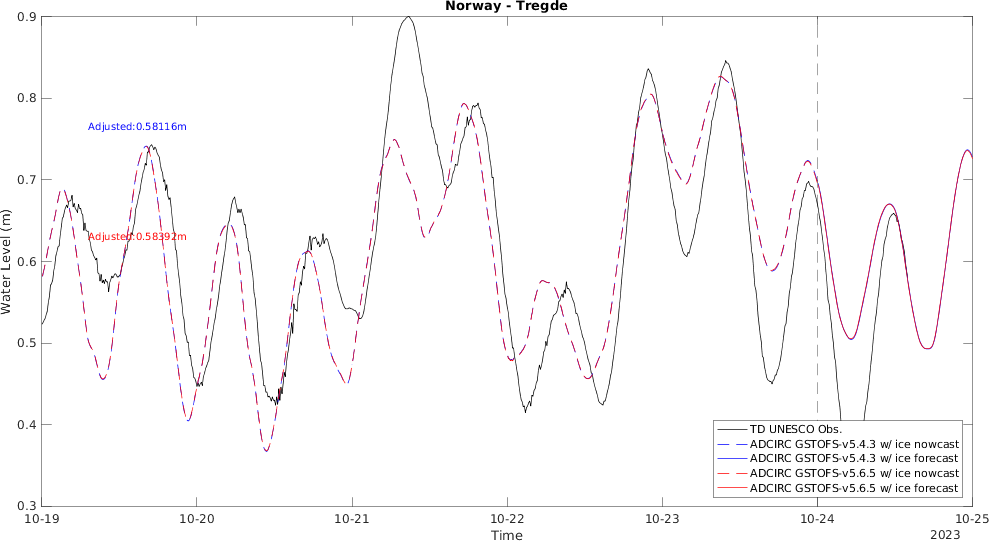 Norway - Tregde
0.9
0.8
0.7
0.6
0.5
0.4
0.3
Water Level (m)
Adjusted:0.58116m
Adjusted:0.58392m
TD UNESCO Obs.
ADCIRC GSTOFS-v5.4.3 w/ ice nowcast
ADCIRC GSTOFS-v5.4.3 w/ ice forecast
ADCIRC GSTOFS-v5.6.5 w/ ice nowcast
ADCIRC GSTOFS-v5.6.5 w/ ice forecast
10-19 10-20 10-21 10-22 10-23 10-24 10-25
Time
2023